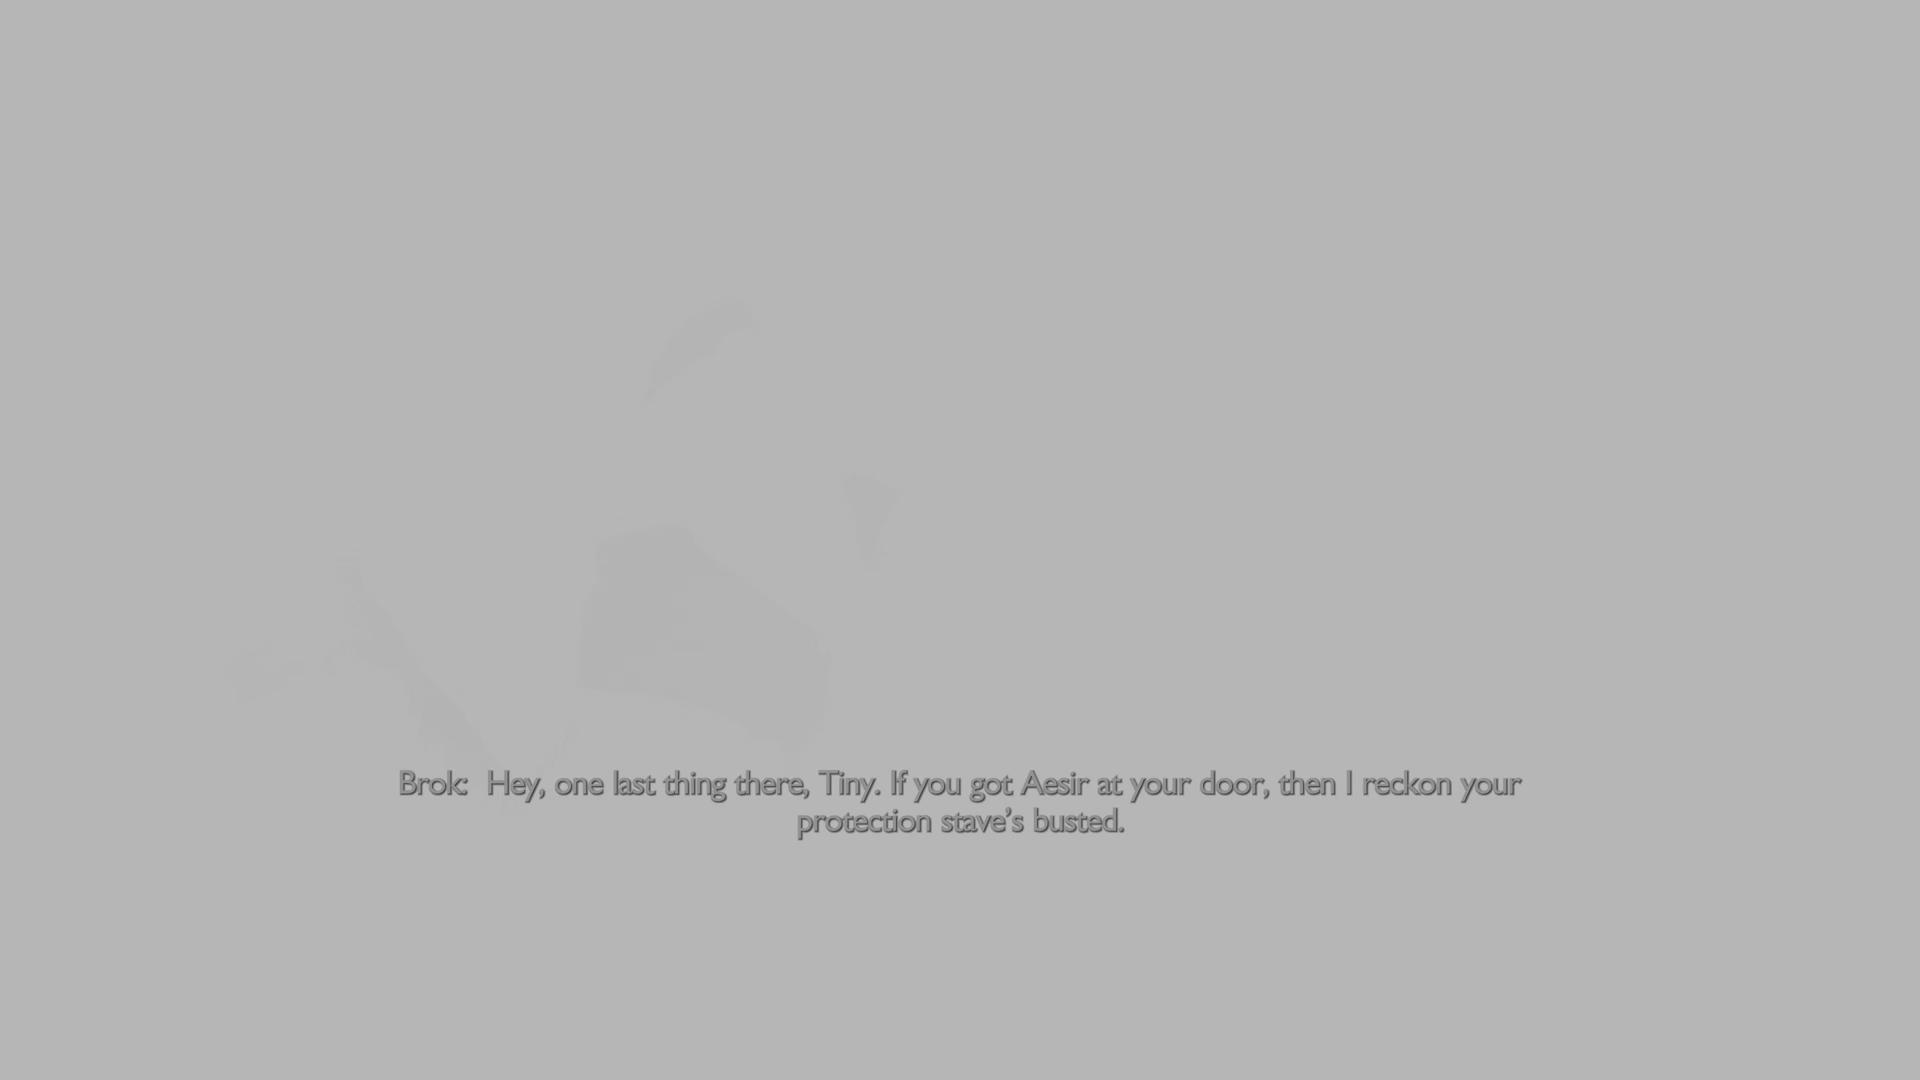 Brok:  Hey, one last thing there, Tiny. If you got Aesir at your door, then I reckon your
protection stave’s busted.